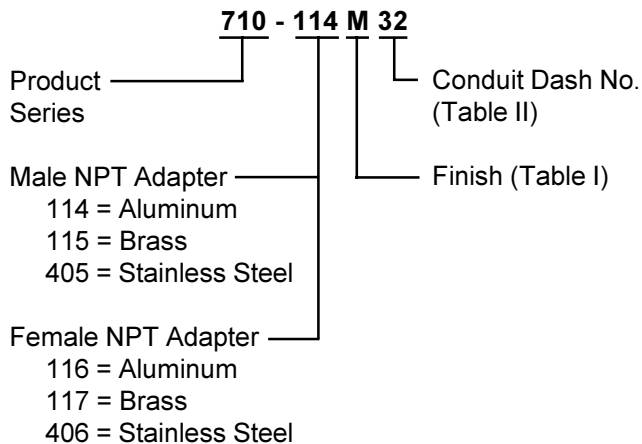 710 - 114 M 32
Product
Series
Conduit Dash No.
(Table II)
Male NPT Adapter
114 = Aluminum
115 = Brass
405 = Stainless Steel
Finish (Table I)
Female NPT Adapter
116 = Aluminum
117 = Brass
406 = Stainless Steel